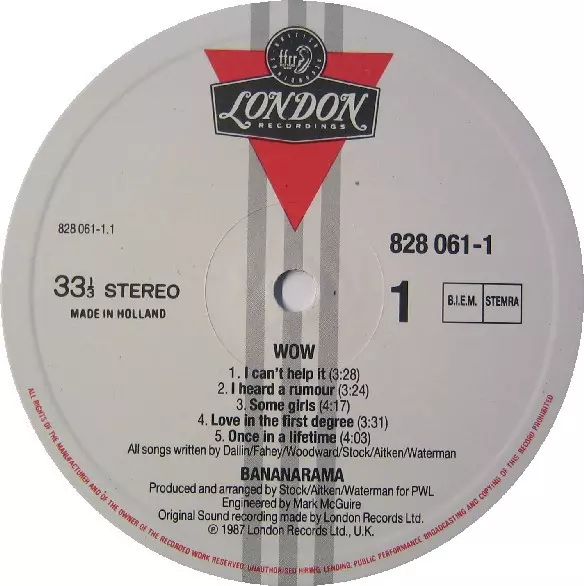 BRITISH
ffrr
LONDON
RECORDINGS
828 061-1.1
828 061-1
33⅓ STEREO
MADE IN HOLLAND
1
B.I.E.M.
STEMRA
WOW
1. I can't help it (3:28)
2. I heard a rumour (3:24)
3. Some girls (4:17)
4. Love in the first degree (3:31)
5. Once in a lifetime (4:03)
All songs written by Dallin/Fahey/Woodward/Stock/Aitken/Waterman
BANANARAMA
Produced and arranged by Stock/Aitken/Waterman for PWL
Engineered by Mark McGuire
Original Sound recording made by London Records Ltd.
℗ 1987 London Records Ltd., U.K.
ALL RIGHTS OF THE MANUFACTURER AND OF THE OWNER OF THE RECORDED WORK RESERVED. UNAUTHORISED HIRING, LENDING, PUBLIC PERFORMANCE, BROADCASTING AND COPYING OF THIS RECORD PROHIBITED